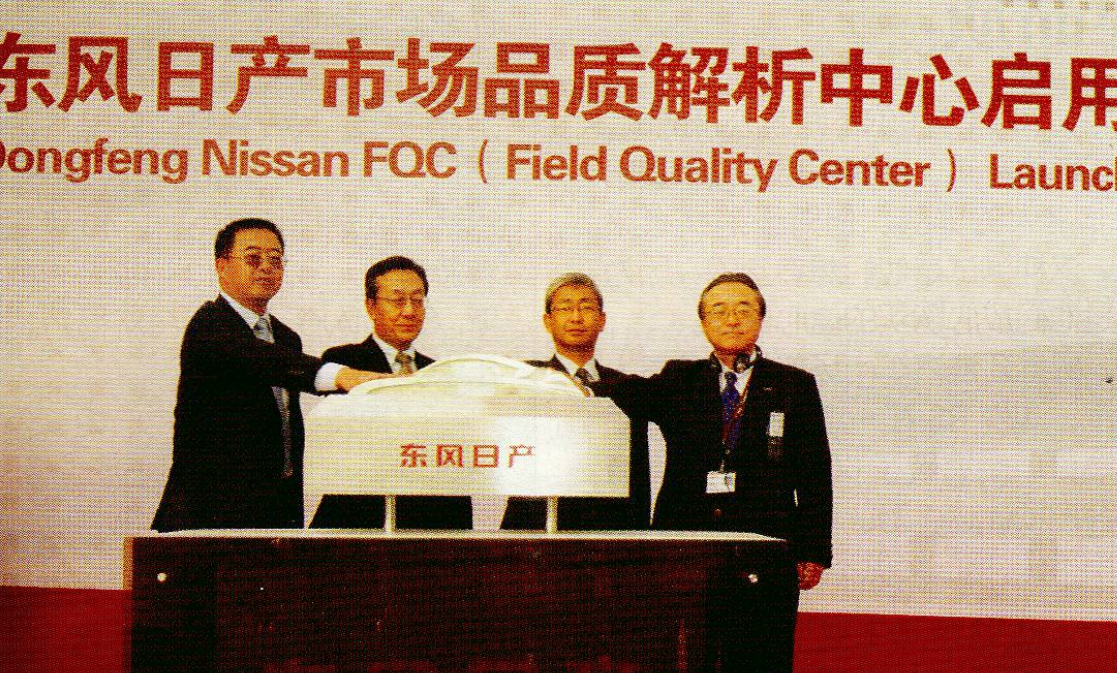 东风日产市场品质解析中心启用
Dongfeng Nissan FQC ( Field Quality Center ) Launch
东风日产